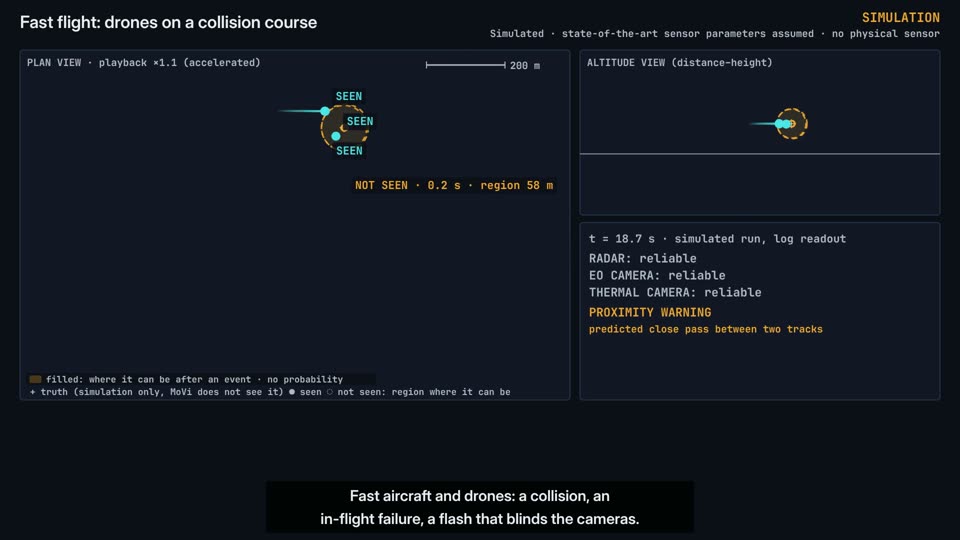 Fast flight: drones on a collision course
SIMULATION
Simulated · state-of-the-art sensor parameters assumed · no physical sensor
PLAN VIEW · playback ×1.1 (accelerated)
200 m
SEEN
SEEN
SEEN
NOT SEEN · 0.2 s · region 58 m
filled: where it can be after an event · no probability
+ truth (simulation only, MoVi does not see it) ● seen ○ not seen: region where it can be
ALTITUDE VIEW (distance-height)
t = 18.7 s · simulated run, log readout
RADAR: reliable
EO CAMERA: reliable
THERMAL CAMERA: reliable
PROXIMITY WARNING
predicted close pass between two tracks
Fast aircraft and drones: a collision, an
in-flight failure, a flash that blinds the cameras.